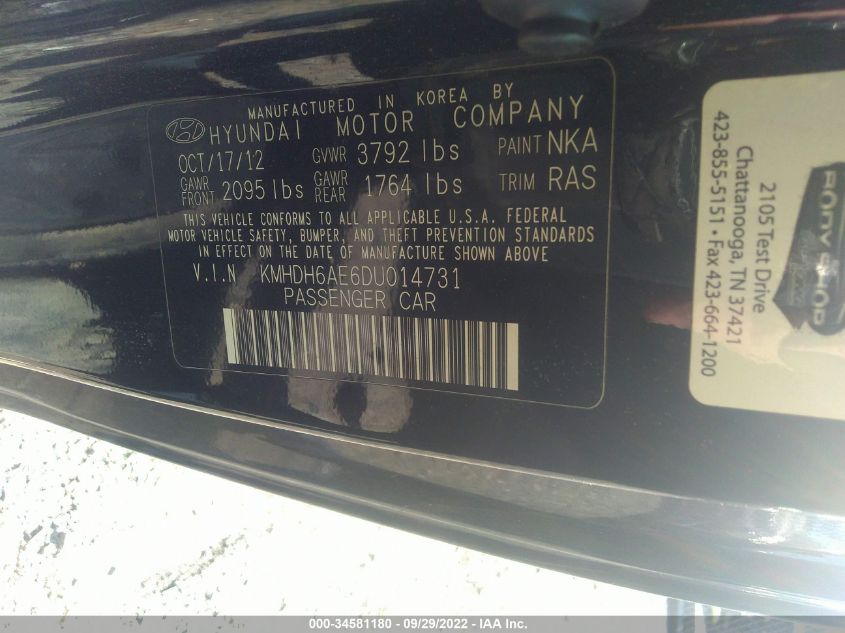 MANUFACTURED IN KOREA BY
HYUNDAI MOTOR COMPANY
OCT/17/12 GVWR 3792 lbs PAINT NKA
GAWR FRONT 2095 lbs GAWR REAR 1764 lbs TRIM RAS
THIS VEHICLE CONFORMS TO ALL APPLICABLE U.S.A. FEDERAL
MOTOR VEHICLE SAFETY, BUMPER, AND THEFT PREVENTION STANDARDS
IN EFFECT ON THE DATE OF MANUFACTURE SHOWN ABOVE
V.I.N KMHDH6AE6DU014731
PASSENGER CAR
BODY SHOP
2105 Test Drive
Chattanooga, TN 37421
423-855-5151 • Fax 423-664-1200
000-34581180 - 09/29/2022 - IAA Inc.